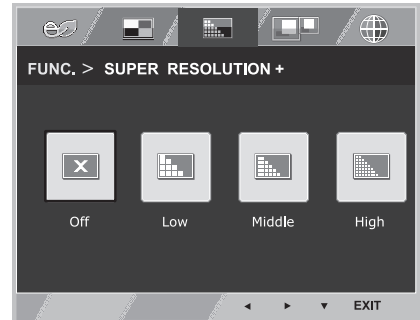 FUNC. > SUPER RESOLUTION +
Off Low Middle High
EXIT